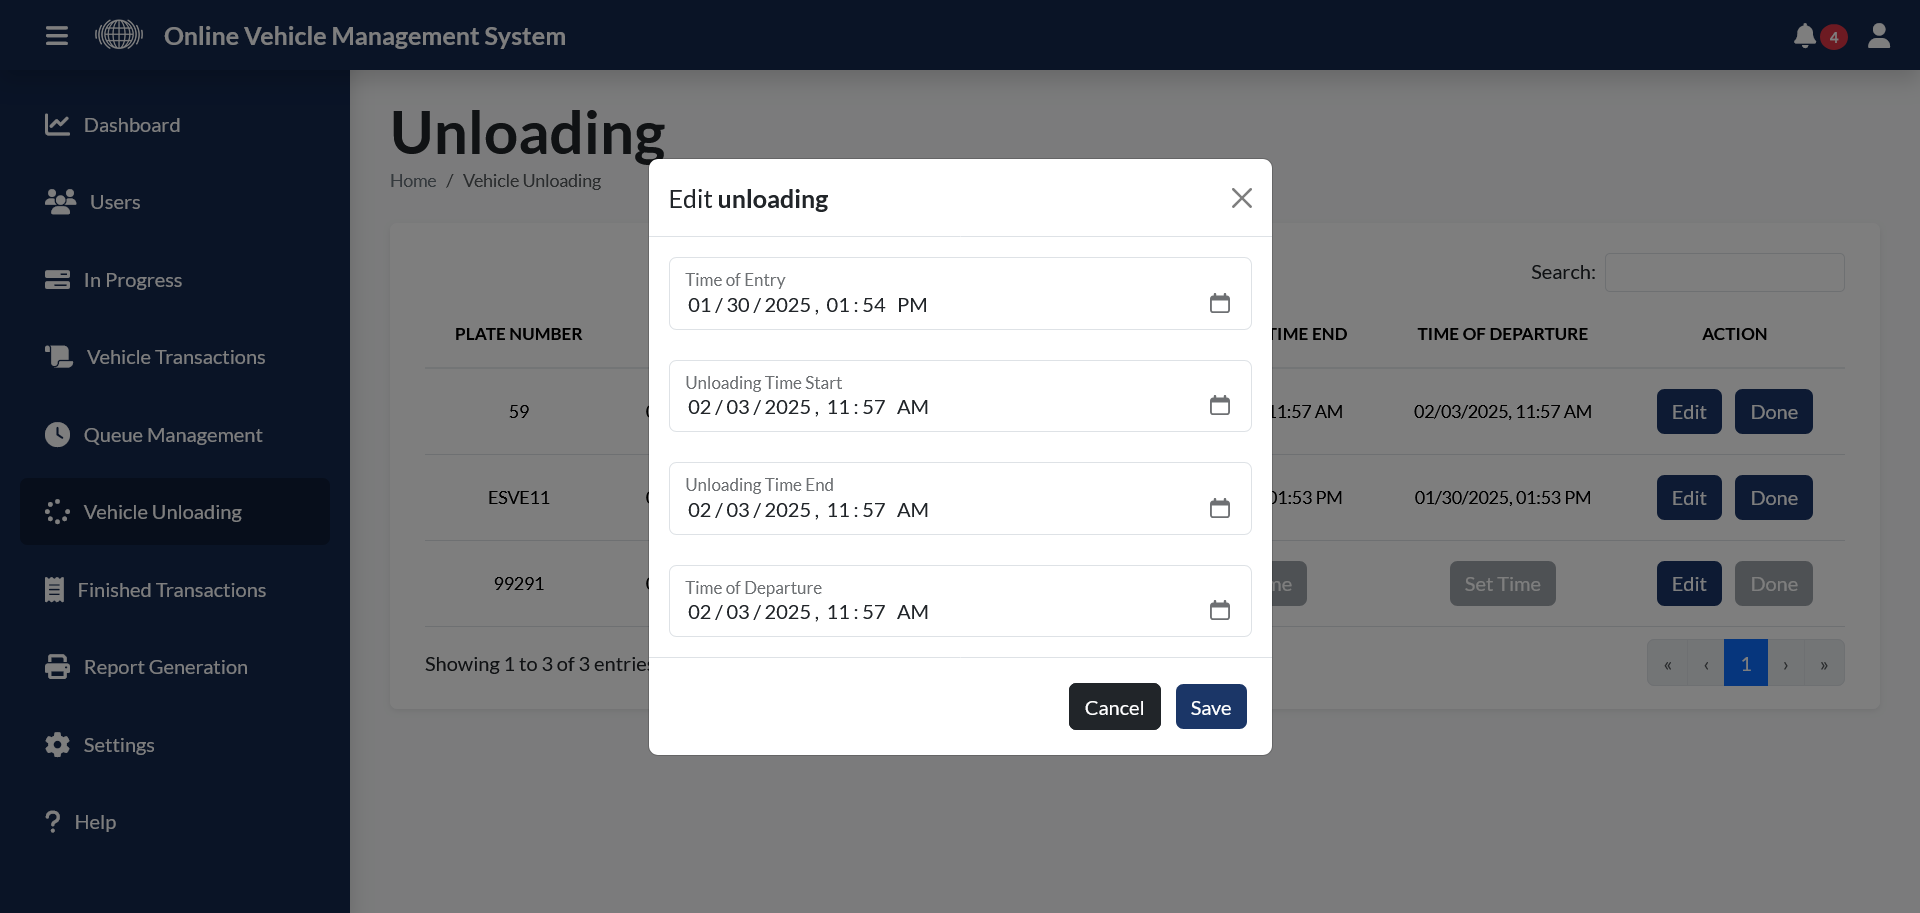 Online Vehicle Management System
4
Dashboard
Users
In Progress
Vehicle Transactions
Queue Management
Vehicle Unloading
Finished Transactions
Report Generation
Settings
Help
Unloading
Home / Vehicle Unloading
Search:
PLATE NUMBER TIME END TIME OF DEPARTURE ACTION
59 11:57 AM 02/03/2025, 11:57 AM Edit Done
ESVE11 01:53 PM 01/30/2025, 01:53 PM Edit Done
99291 Set Time Edit Done
Showing 1 to 3 of 3 entries
« ‹ 1 › »
Edit unloading
Time of Entry
01/30/2025, 01:54 PM
Unloading Time Start
02/03/2025, 11:57 AM
Unloading Time End
02/03/2025, 11:57 AM
Time of Departure
02/03/2025, 11:57 AM
Cancel Save